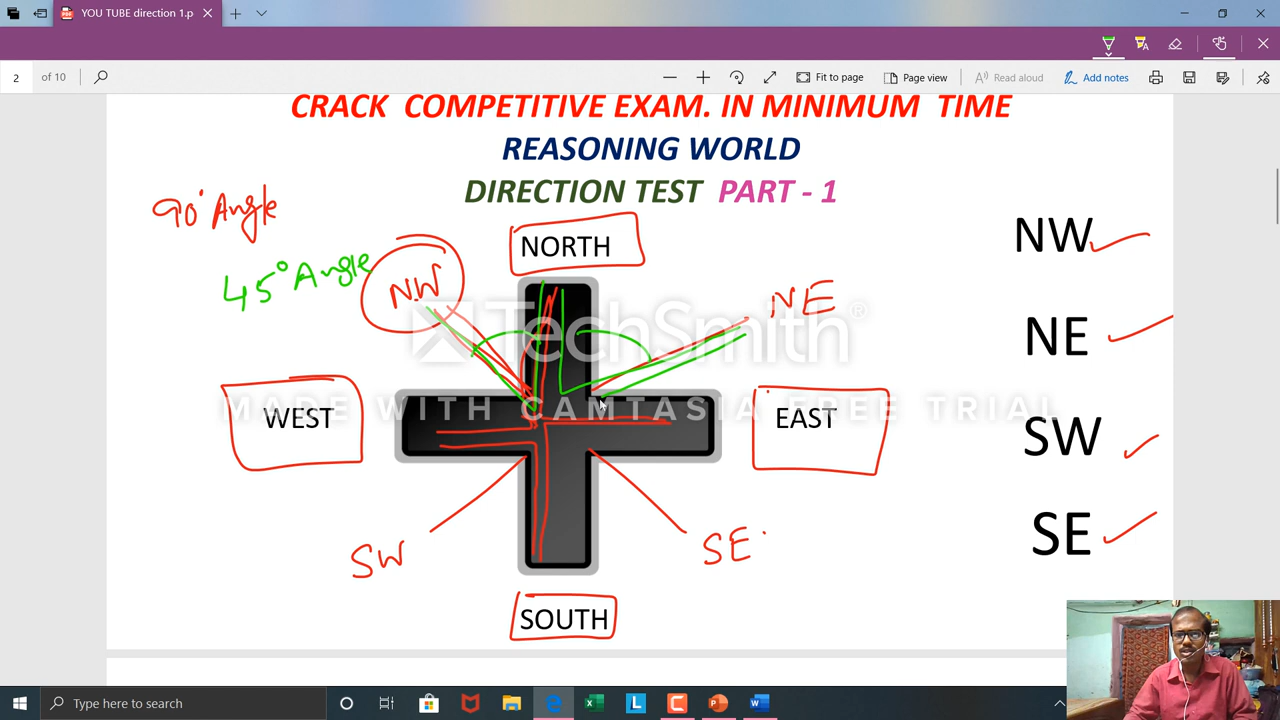 YOU TUBE direction 1.p
2 of 10
Fit to page
Page view
Read aloud
Add notes
CRACK COMPETITIVE EXAM. IN MINIMUM TIME
REASONING WORLD
DIRECTION TEST PART - 1
90° Angle
45° Angle
NW
NORTH
NE
WEST
EAST
SW
SE
SOUTH
NW
NE
SW
SE
TechSmith®
MADE WITH CAMTASIA FREE TRIAL
Type here to search